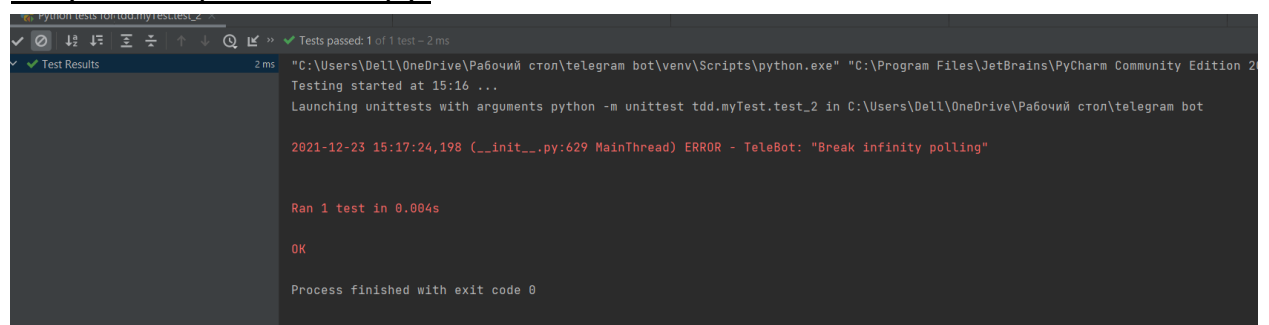 Python tests for tdd.myTest.test_2 ×
Tests passed: 1 of 1 test – 2 ms
Test Results 2 ms
"C:\Users\Dell\OneDrive\Рабочий стол\telegram bot\venv\Scripts\python.exe" "C:\Program Files\JetBrains\PyCharm Community Edition 20
Testing started at 15:16 ...
Launching unittests with arguments python -m unittest tdd.myTest.test_2 in C:\Users\Dell\OneDrive\Рабочий стол\telegram bot
2021-12-23 15:17:24,198 (__init__.py:629 MainThread) ERROR - TeleBot: "Break infinity polling"
Ran 1 test in 0.004s
OK
Process finished with exit code 0